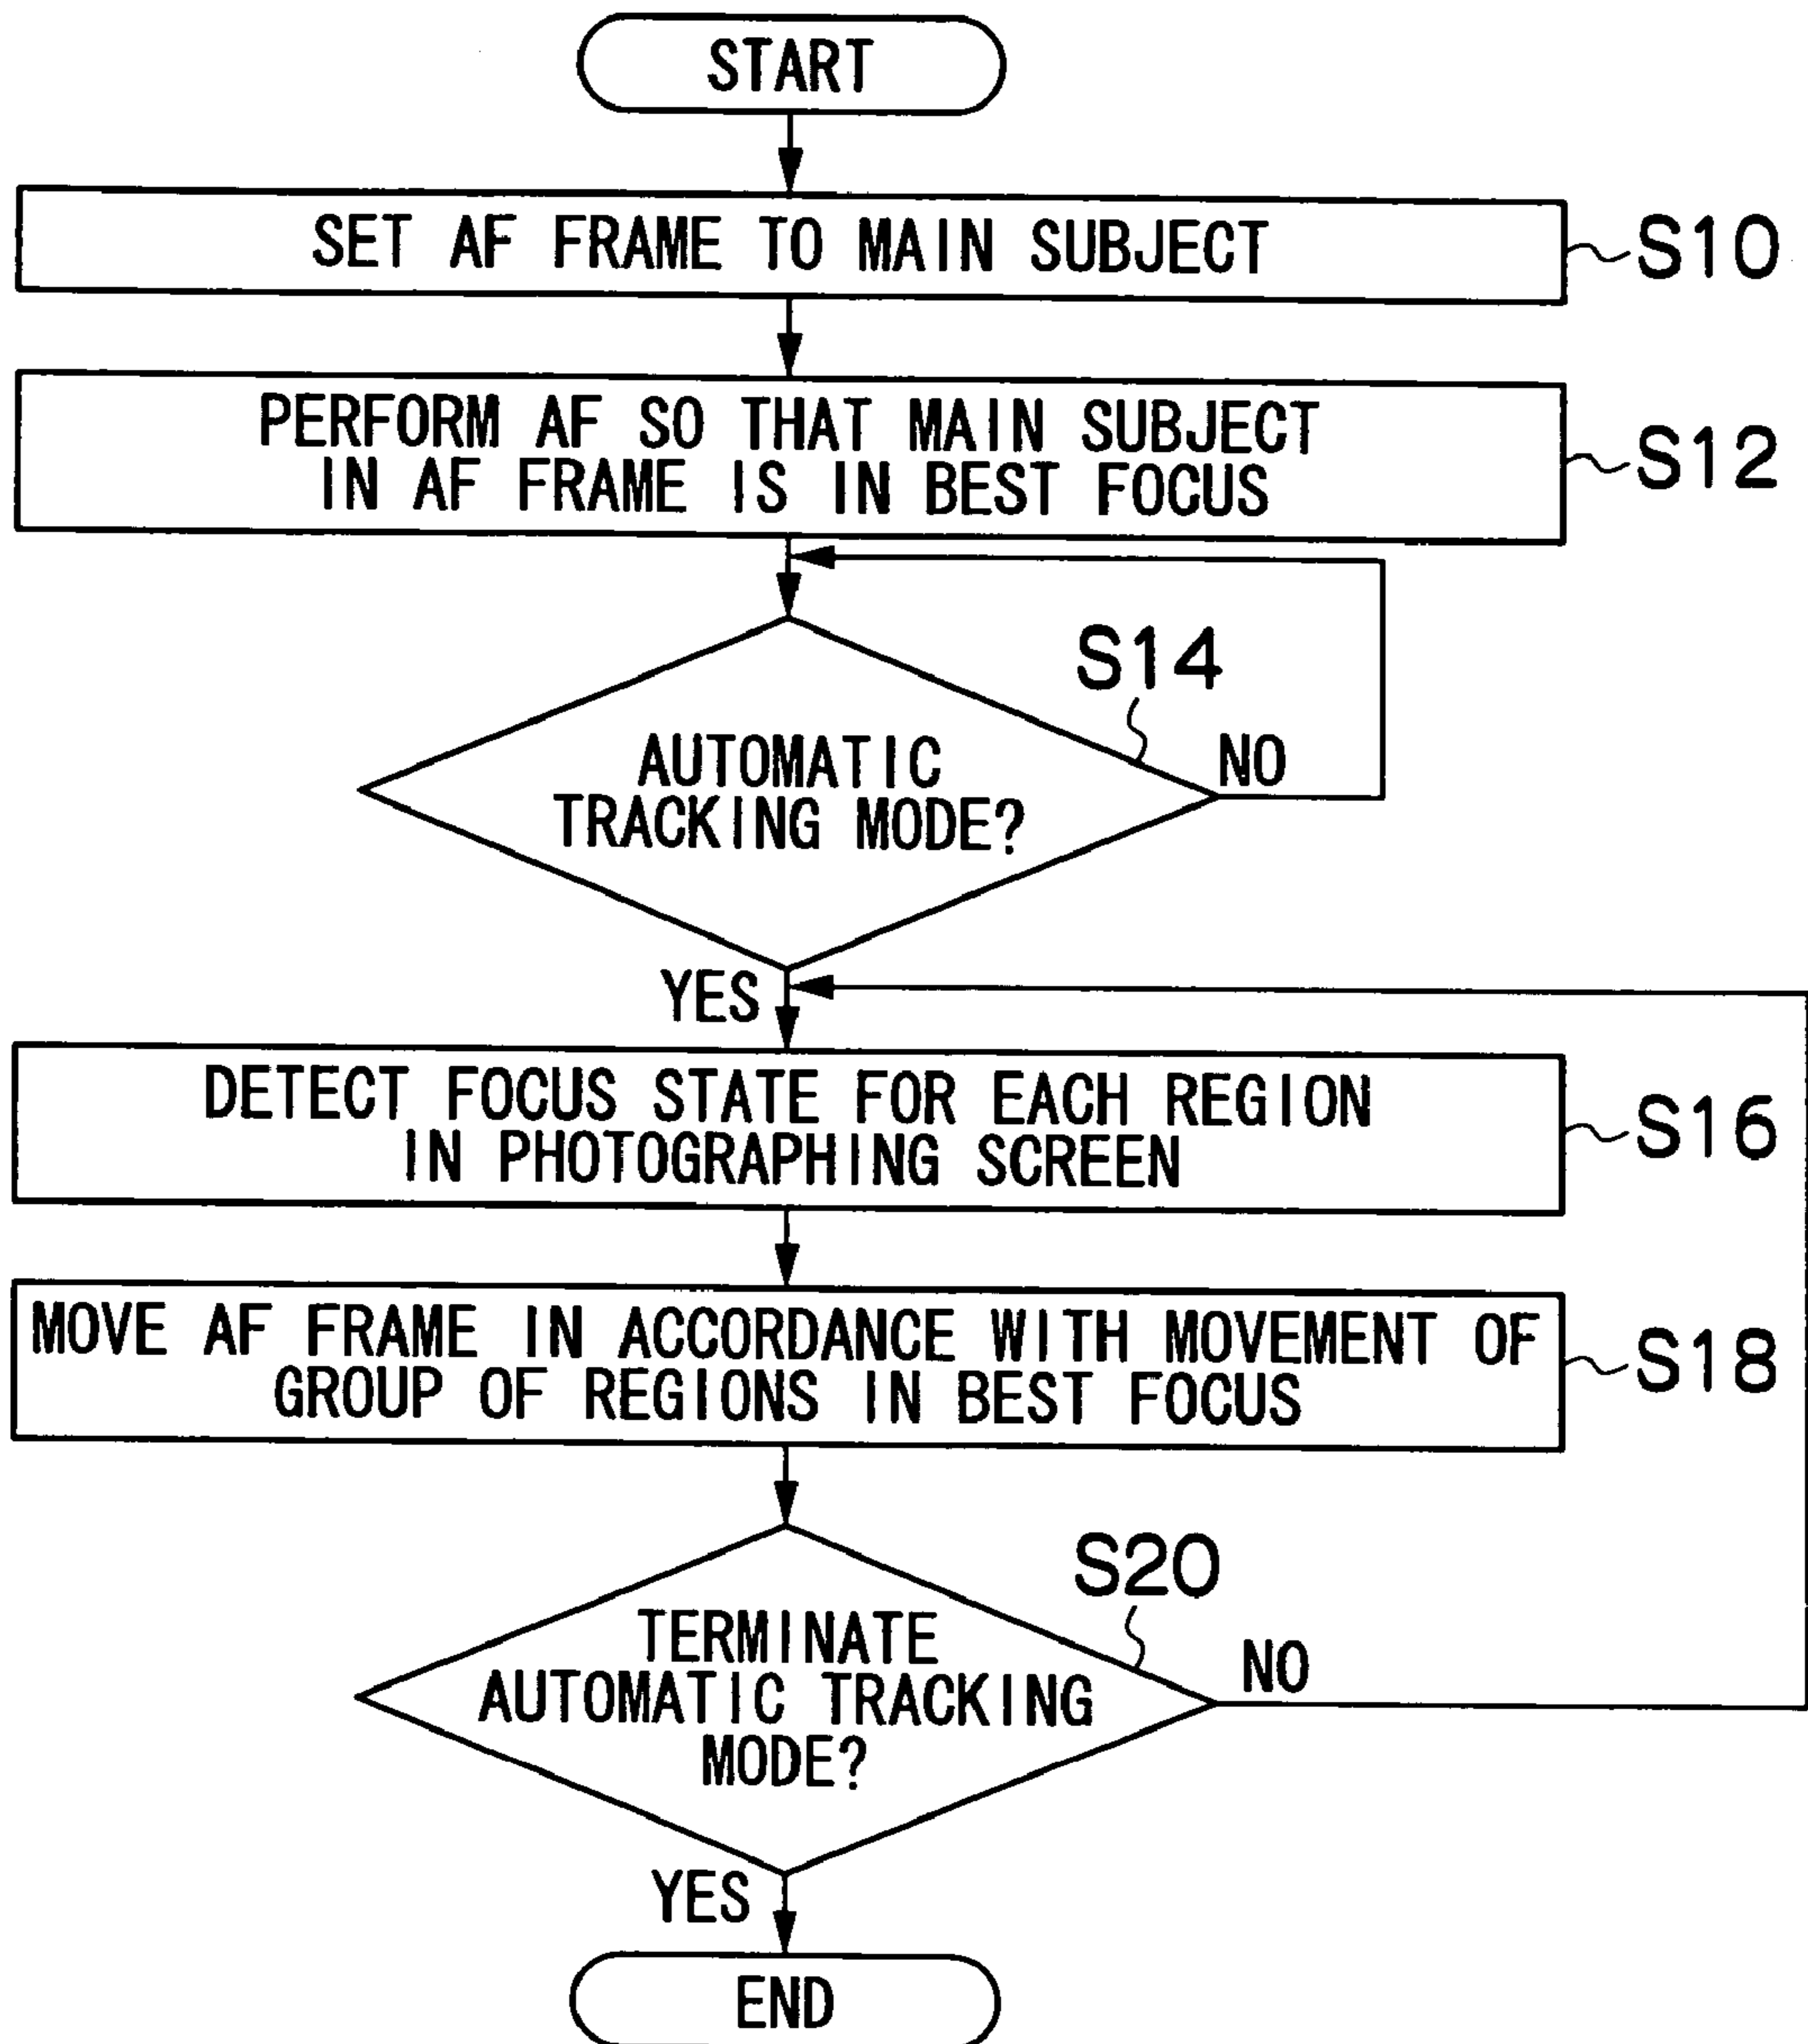 START
SET AF FRAME TO MAIN SUBJECT
S10
PERFORM AF SO THAT MAIN SUBJECT
IN AF FRAME IS IN BEST FOCUS
S12
S14
AUTOMATIC
TRACKING MODE?
NO
YES
DETECT FOCUS STATE FOR EACH REGION
IN PHOTOGRAPHING SCREEN
S16
MOVE AF FRAME IN ACCORDANCE WITH MOVEMENT OF
GROUP OF REGIONS IN BEST FOCUS
S18
S20
TERMINATE
AUTOMATIC TRACKING
MODE?
NO
YES
END